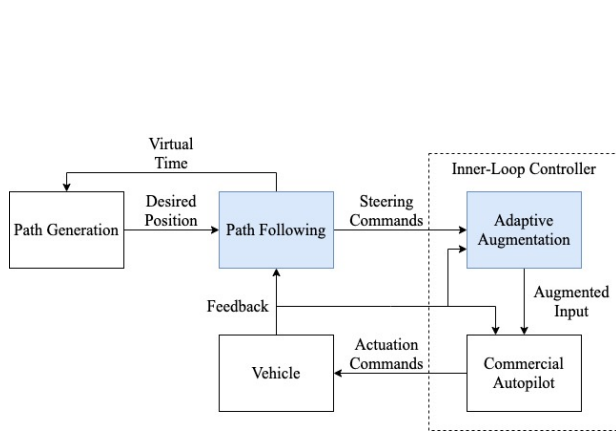 Virtual
Time
Inner-Loop Controller
Path Generation
Desired
Position
Path Following
Steering
Commands
Adaptive
Augmentation
Feedback
Augmented
Input
Vehicle
Actuation
Commands
Commercial
Autopilot